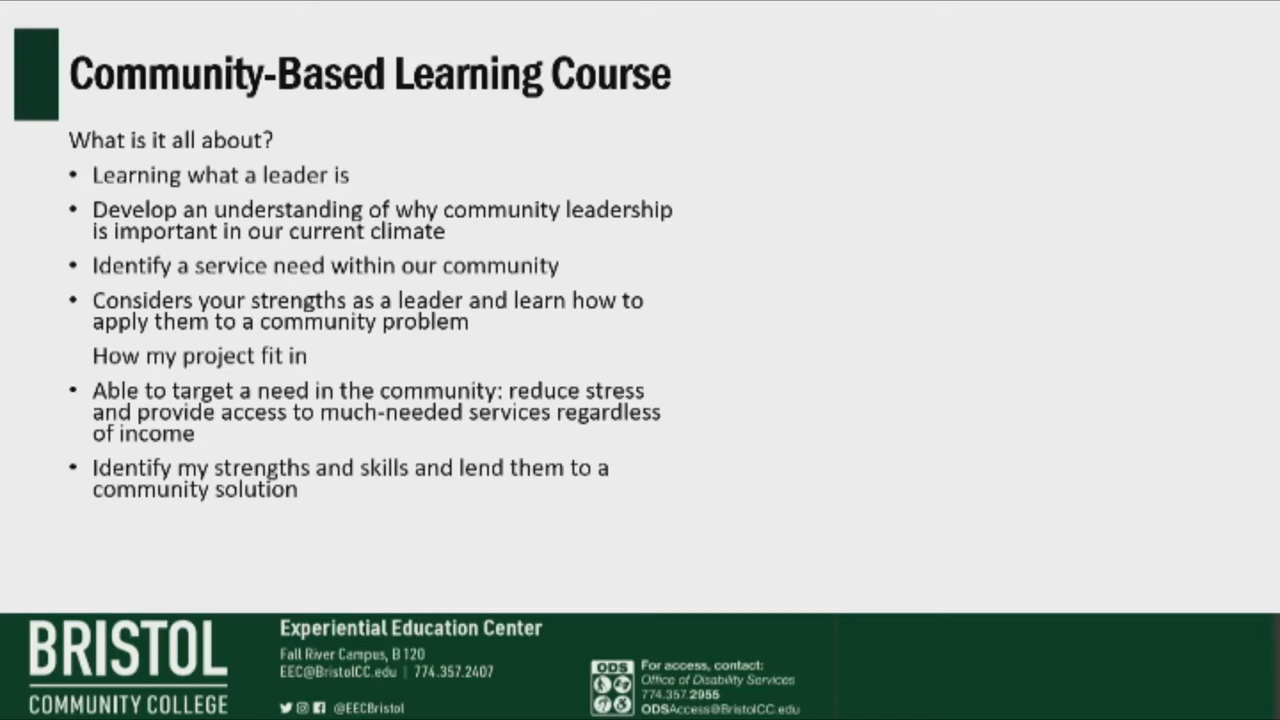 Community-Based Learning Course
What is it all about?
• Learning what a leader is
• Develop an understanding of why community leadership
is important in our current climate
• Identify a service need within our community
• Considers your strengths as a leader and learn how to
apply them to a community problem
How my project fit in
• Able to target a need in the community: reduce stress
and provide access to much-needed services regardless
of income
• Identify my strengths and skills and lend them to a
community solution
BRISTOL
COMMUNITY COLLEGE
Experiential Education Center
Fall River Campus, B 120
EEC@BristolCC.edu | 774.357.2407
@EECBristol
ODS
For access, contact:
Office of Disability Services
774.357.2955
ODSAccess@BristolCC.edu